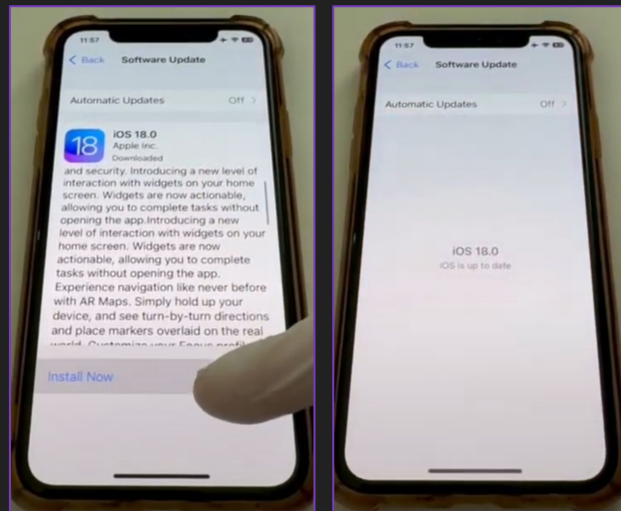 11:57
Back Software Update
Automatic Updates Off
18
iOS 18.0
Apple Inc.
Downloaded
and security. Introducing a new level of
interaction with widgets on your home
screen. Widgets are now actionable,
allowing you to complete tasks without
opening the app.Introducing a new
level of interaction with widgets on your
home screen. Widgets are now
actionable, allowing you to complete
tasks without opening the app.
Experience navigation like never before
with AR Maps. Simply hold up your
device, and see turn-by-turn directions
and place markers overlaid on the real
world. Customize your Focus
Install Now
11:57
Back Software Update
Automatic Updates Off
iOS 18.0
iOS is up to date